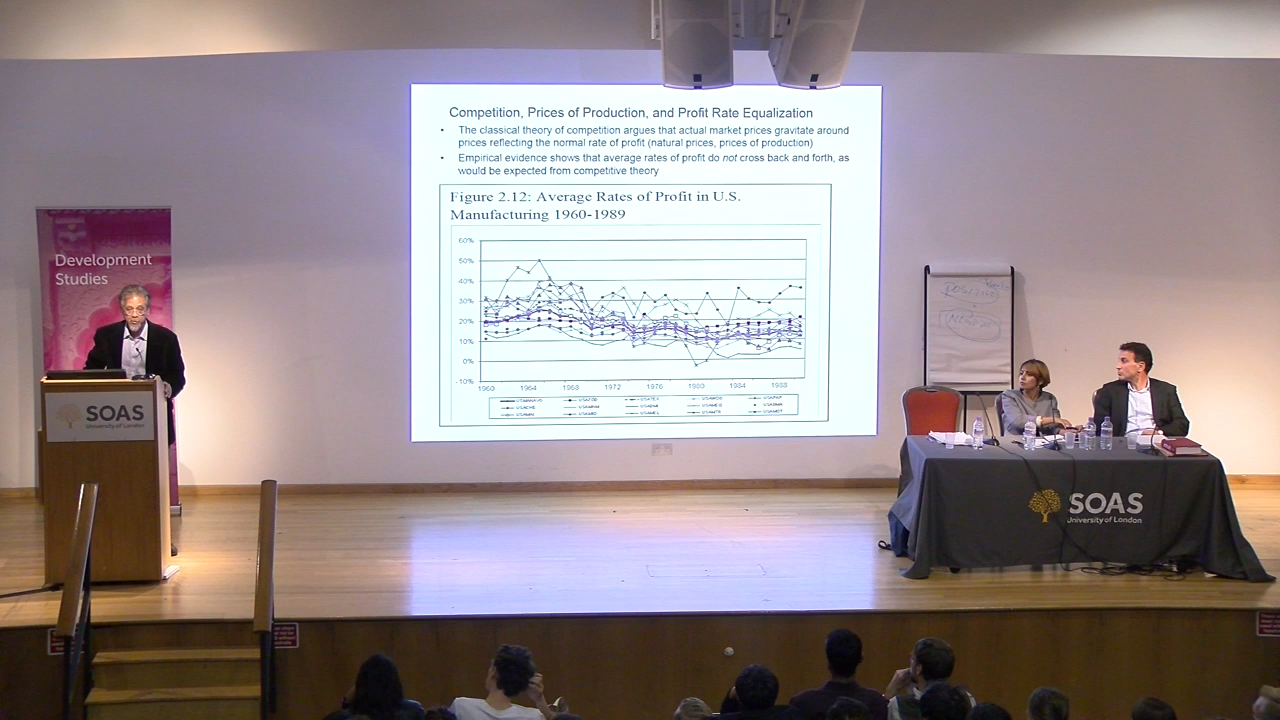 Competition, Prices of Production, and Profit Rate Equalization
• The classical theory of competition argues that actual market prices gravitate around
prices reflecting the normal rate of profit (natural prices, prices of production)
• Empirical evidence shows that average rates of profit do not cross back and forth, as
would be expected from competitive theory
Figure 2.12: Average Rates of Profit in U.S.
Manufacturing 1960-1989
60%
50%
40%
30%
20%
10%
0%
-10%
1960 1964 1968 1972 1976 1980 1984 1988
Development
Studies
SOAS
University of London
SOAS
University of London